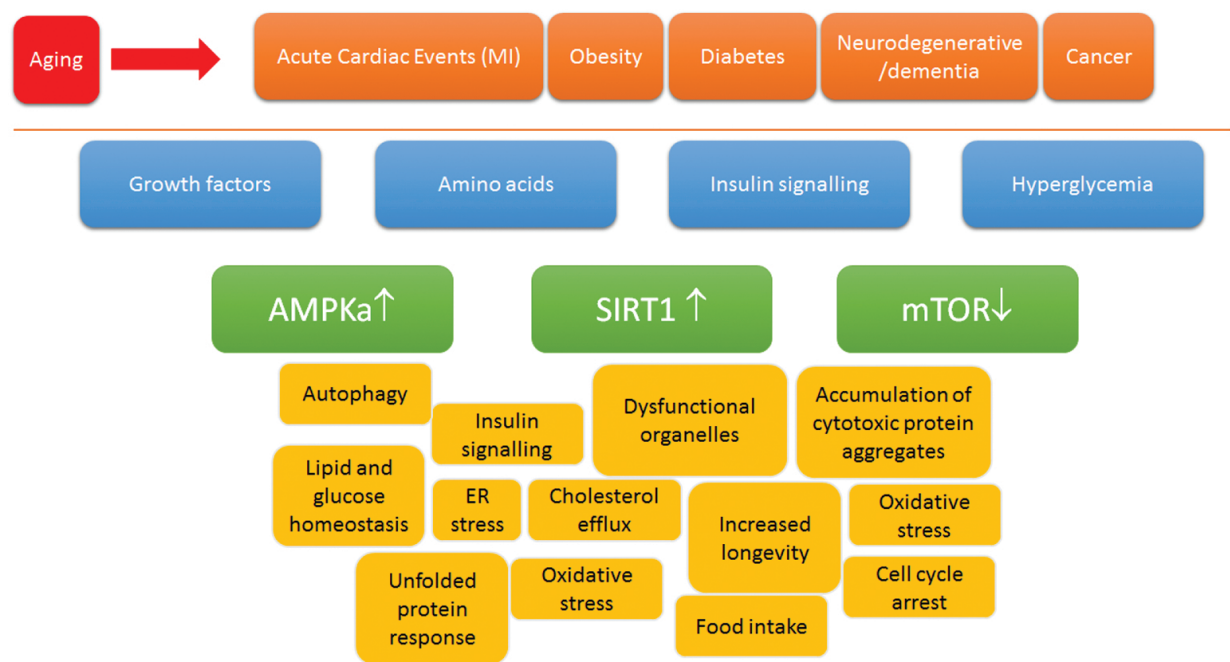 Aging
Acute Cardiac Events (MI)
Obesity
Diabetes
Neurodegenerative
/dementia
Cancer
Growth factors
Amino acids
Insulin signalling
Hyperglycemia
AMPKa↑
SIRT1 ↑
mTOR↓
Autophagy
Insulin
signalling
Dysfunctional
organelles
Accumulation of
cytotoxic protein
aggregates
Lipid and
glucose
homeostasis
ER
stress
Cholesterol
efflux
Increased
longevity
Oxidative
stress
Unfolded
protein
response
Oxidative
stress
Food intake
Cell cycle
arrest